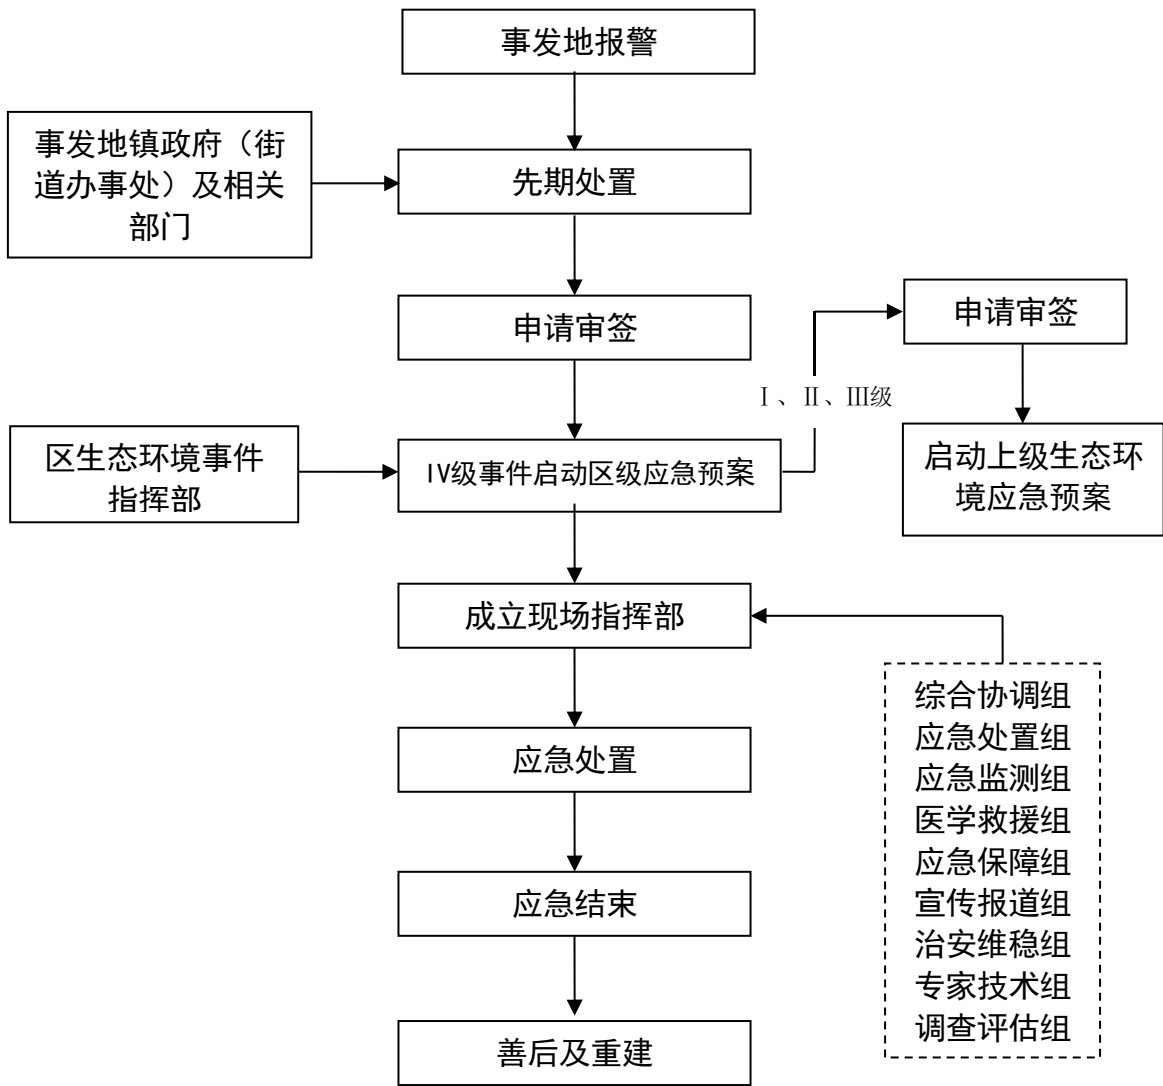 事发地报警
事发地镇政府（街
道办事处）及相关
部门
先期处置
申请审签
申请审签
Ⅰ、Ⅱ、Ⅲ级
区生态环境事件
指挥部
IV级事件启动区级应急预案
启动上级生态环
境应急预案
成立现场指挥部
综合协调组
应急处置组
应急监测组
医学救援组
应急保障组
宣传报道组
治安维稳组
专家技术组
调查评估组
应急处置
应急结束
善后及重建